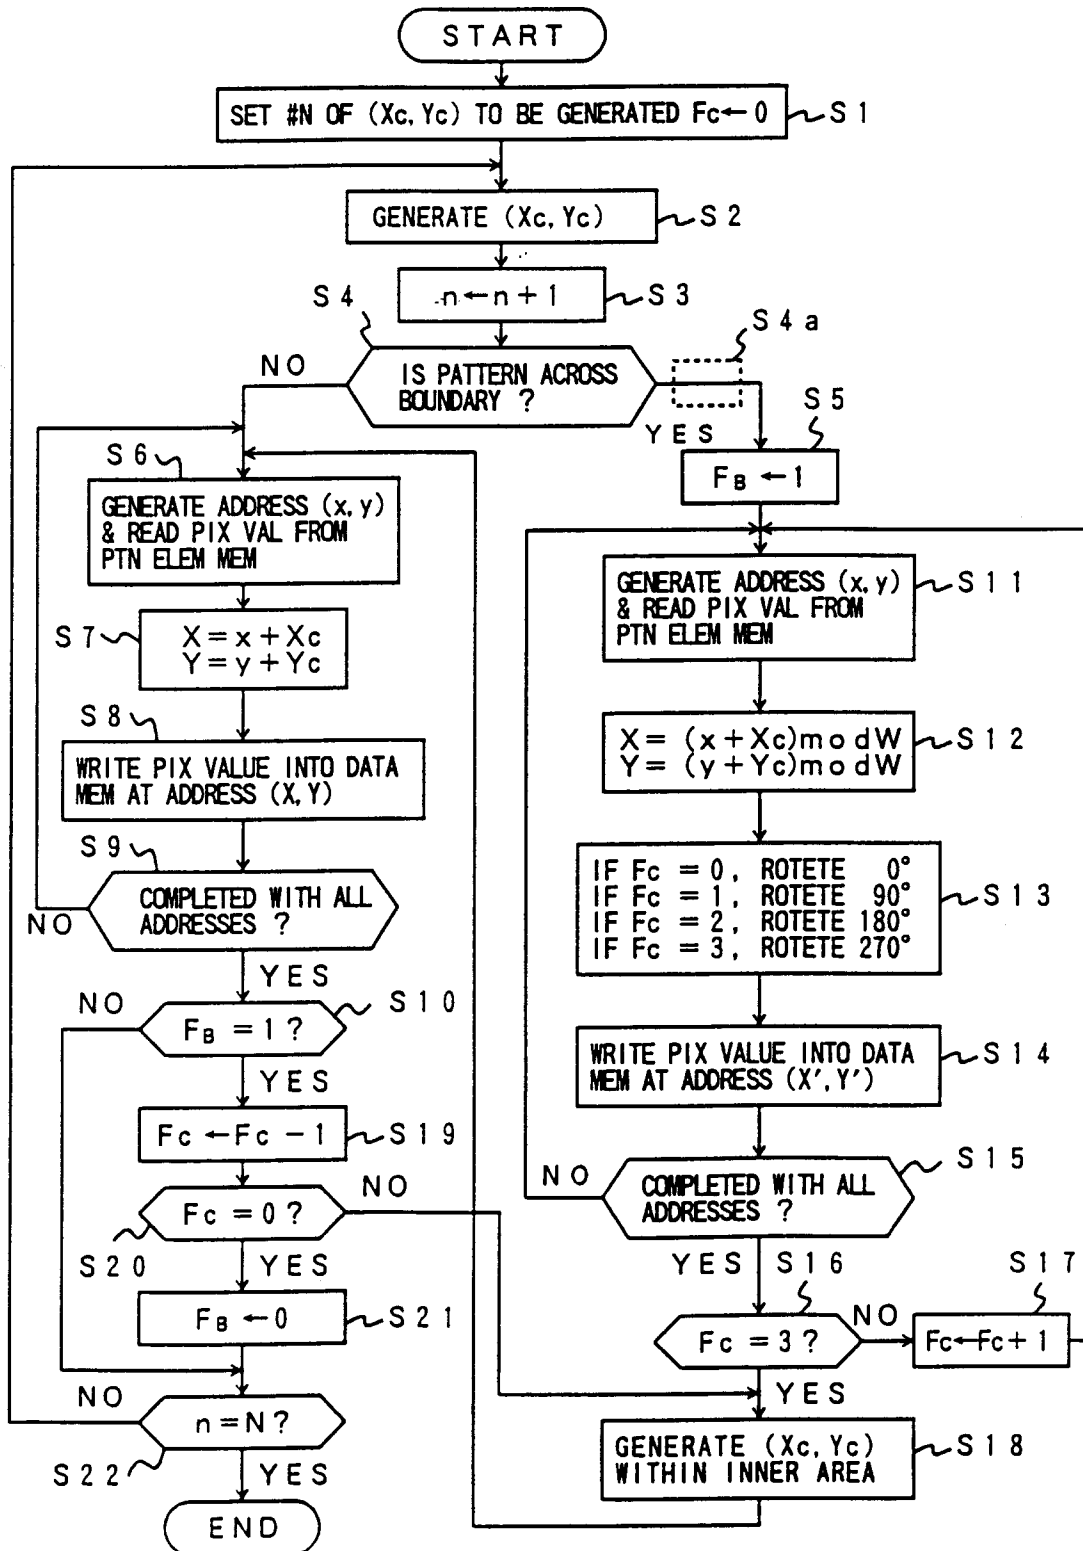 START
SET #N OF (Xc, Yc) TO BE GENERATED Fc←0
S1
GENERATE (Xc, Yc)
S2
n←n+1
S3
S4
IS PATTERN ACROSS
BOUNDARY ?
NO
YES
S4a
S5
FB ←1
S6
GENERATE ADDRESS (x, y)
& READ PIX VAL FROM
PTN ELEM MEM
S7
X = x + Xc
Y = y + Yc
S8
WRITE PIX VALUE INTO DATA
MEM AT ADDRESS (X, Y)
S9
COMPLETED WITH ALL
ADDRESSES ?
NO
YES
FB = 1 ?
S10
NO
YES
Fc ←Fc −1
S19
Fc = 0 ?
NO
S20
YES
FB ←0
S21
n = N ?
NO
S22
YES
END
GENERATE ADDRESS (x, y)
& READ PIX VAL FROM
PTN ELEM MEM
S11
X = (x + Xc) mod W
Y = (y + Yc) mod W
S12
IF Fc = 0, ROTETE 0°
IF Fc = 1, ROTETE 90°
IF Fc = 2, ROTETE 180°
IF Fc = 3, ROTETE 270°
S13
WRITE PIX VALUE INTO DATA
MEM AT ADDRESS (X′, Y′)
S14
COMPLETED WITH ALL
ADDRESSES ?
S15
NO
YES
S16
Fc = 3 ?
NO
YES
S17
Fc←Fc+1
GENERATE (Xc, Yc)
WITHIN INNER AREA
S18